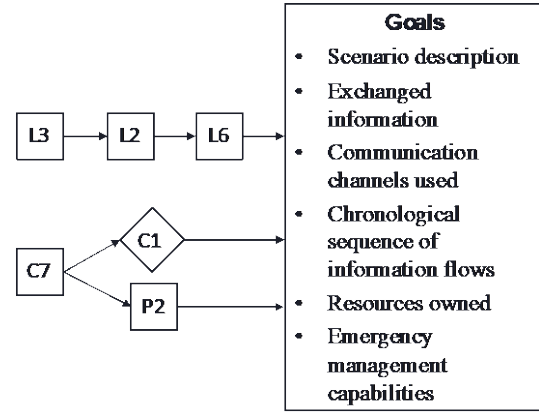 Goals
• Scenario description
• Exchanged
information
L3
L2
L6
• Communication
channels used
• Chronological
sequence of
information flows
C1
C7
P2
• Resources owned
• Emergency
management
capabilities